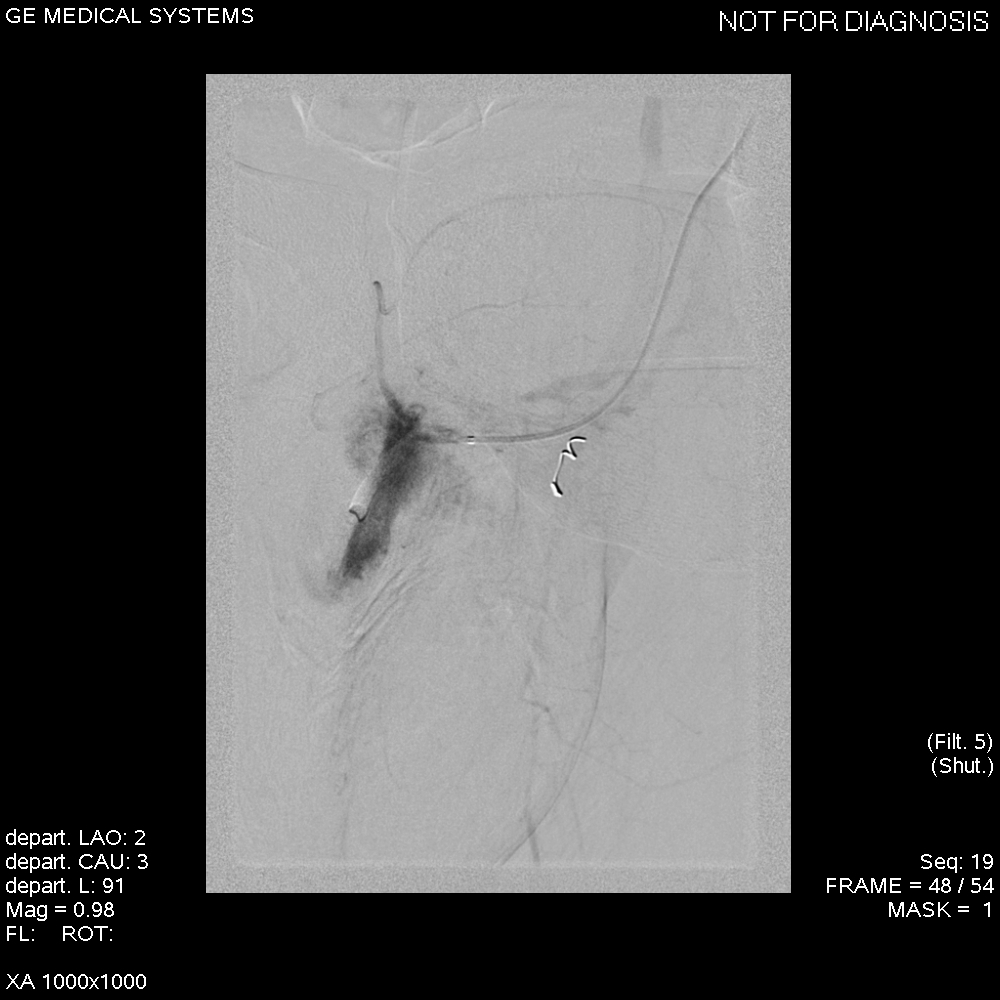 GE MEDICAL SYSTEMS
NOT FOR DIAGNOSIS
(Filt. 5)
(Shut.)
depart. LAO: 2
depart. CAU: 3
depart. L: 91
Mag = 0.98
FL: ROT:
Seq: 19
FRAME = 48 / 54
MASK = 1
XA 1000x1000